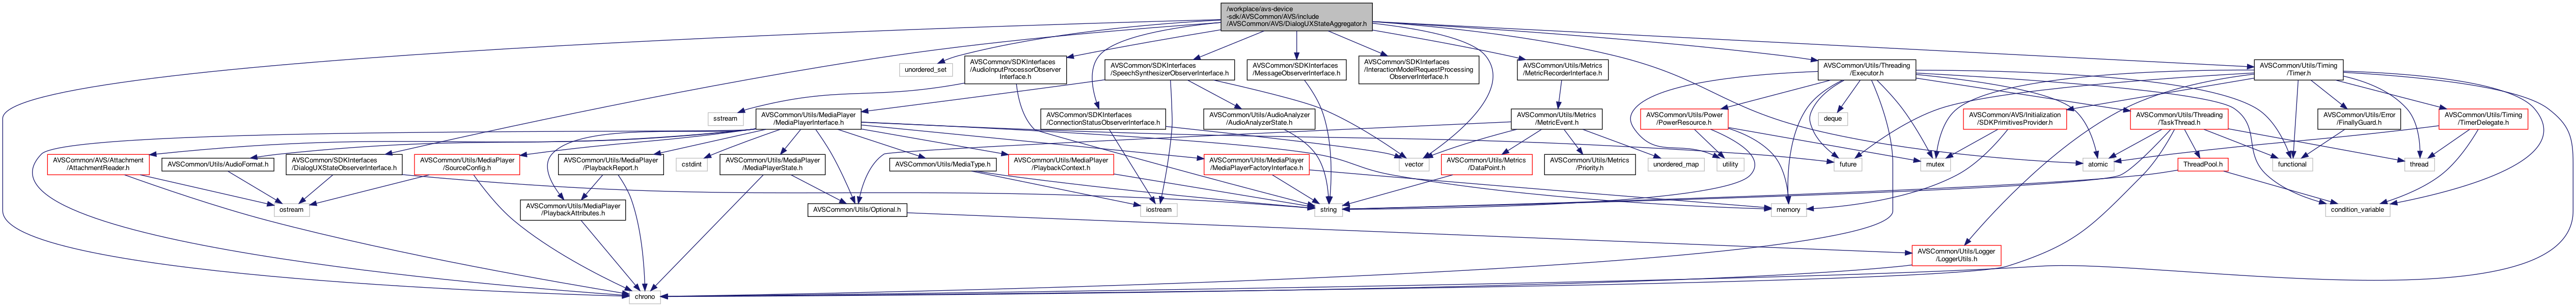 /workplace/avs-device
-sdk/AVSCommon/AVS/include
/AVSCommon/AVS/DialogUXStateAggregator.h
unordered_set
AVSCommon/SDKInterfaces
/AudioInputProcessorObserver
Interface.h
AVSCommon/SDKInterfaces
/SpeechSynthesizerObserverInterface.h
AVSCommon/SDKInterfaces
/MessageObserverInterface.h
AVSCommon/SDKInterfaces
/InteractionModelRequestProcessing
ObserverInterface.h
AVSCommon/Utils/Metrics
/MetricRecorderInterface.h
AVSCommon/Utils/Threading
/Executor.h
AVSCommon/Utils/Timing
/Timer.h
sstream
AVSCommon/Utils/MediaPlayer
/MediaPlayerInterface.h
AVSCommon/SDKInterfaces
/ConnectionStatusObserverInterface.h
AVSCommon/Utils/AudioAnalyzer
/AudioAnalyzerState.h
AVSCommon/Utils/Metrics
/MetricEvent.h
AVSCommon/Utils/Power
/PowerResource.h
deque
AVSCommon/AVS/Initialization
/SDKPrimitivesProvider.h
AVSCommon/Utils/Threading
/TaskThread.h
AVSCommon/Utils/Error
/FinallyGuard.h
AVSCommon/Utils/Timing
/TimerDelegate.h
AVSCommon/AVS/Attachment
/AttachmentReader.h
AVSCommon/Utils/AudioFormat.h
AVSCommon/SDKInterfaces
/DialogUXStateObserverInterface.h
AVSCommon/Utils/MediaPlayer
/SourceConfig.h
AVSCommon/Utils/MediaPlayer
/PlaybackReport.h
cstdint
AVSCommon/Utils/MediaPlayer
/MediaPlayerState.h
AVSCommon/Utils/MediaType.h
AVSCommon/Utils/MediaPlayer
/PlaybackContext.h
AVSCommon/Utils/MediaPlayer
/MediaPlayerFactoryInterface.h
vector
AVSCommon/Utils/Metrics
/DataPoint.h
AVSCommon/Utils/Metrics
/Priority.h
unordered_map
utility
future
mutex
atomic
ThreadPool.h
functional
thread
ostream
AVSCommon/Utils/MediaPlayer
/PlaybackAttributes.h
AVSCommon/Utils/Optional.h
iostream
string
memory
condition_variable
AVSCommon/Utils/Logger
/LoggerUtils.h
chrono